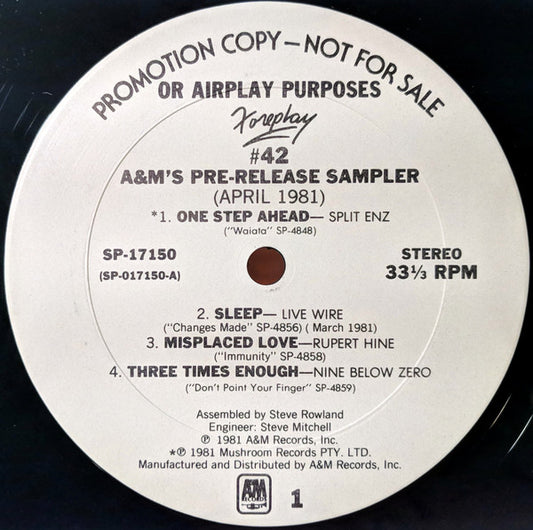 PROMOTION COPY — NOT FOR SALE
OR AIRPLAY PURPOSES
Foreplay
#42
A&M'S PRE-RELEASE SAMPLER
(APRIL 1981)
*1. ONE STEP AHEAD— SPLIT ENZ
("Waiata" SP-4848)
SP-17150
(SP-017150-A)
STEREO
33⅓ RPM
2. SLEEP— LIVE WIRE
("Changes Made" SP-4856) ( March 1981)
3. MISPLACED LOVE—RUPERT HINE
("Immunity" SP-4858)
4. THREE TIMES ENOUGH—NINE BELOW ZERO
("Don't Point Your Finger" SP-4859)
Assembled by Steve Rowland
Engineer: Steve Mitchell
℗ 1981 A&M Records, Inc.
*℗ 1981 Mushroom Records PTY. LTD.
Manufactured and Distributed by A&M Records, Inc.
A&M RECORDS
1